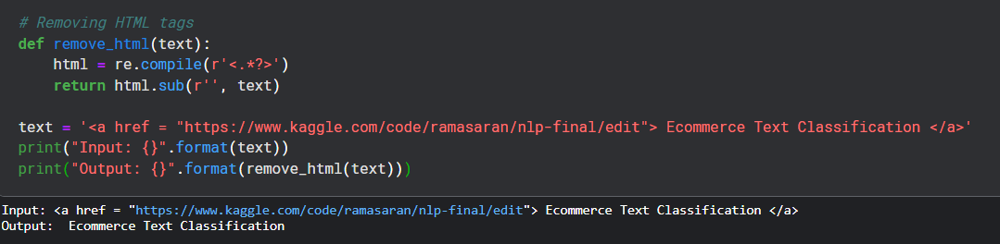 # Removing HTML tags
def remove_html(text):
    html = re.compile(r'<.*?>')
    return html.sub(r'', text)

text = '<a href = "https://www.kaggle.com/code/ramasaran/nlp-final/edit"> Ecommerce Text Classification </a>'
print("Input: {}".format(text))
print("Output: {}".format(remove_html(text)))
Input: <a href = "https://www.kaggle.com/code/ramasaran/nlp-final/edit"> Ecommerce Text Classification </a>
Output:  Ecommerce Text Classification